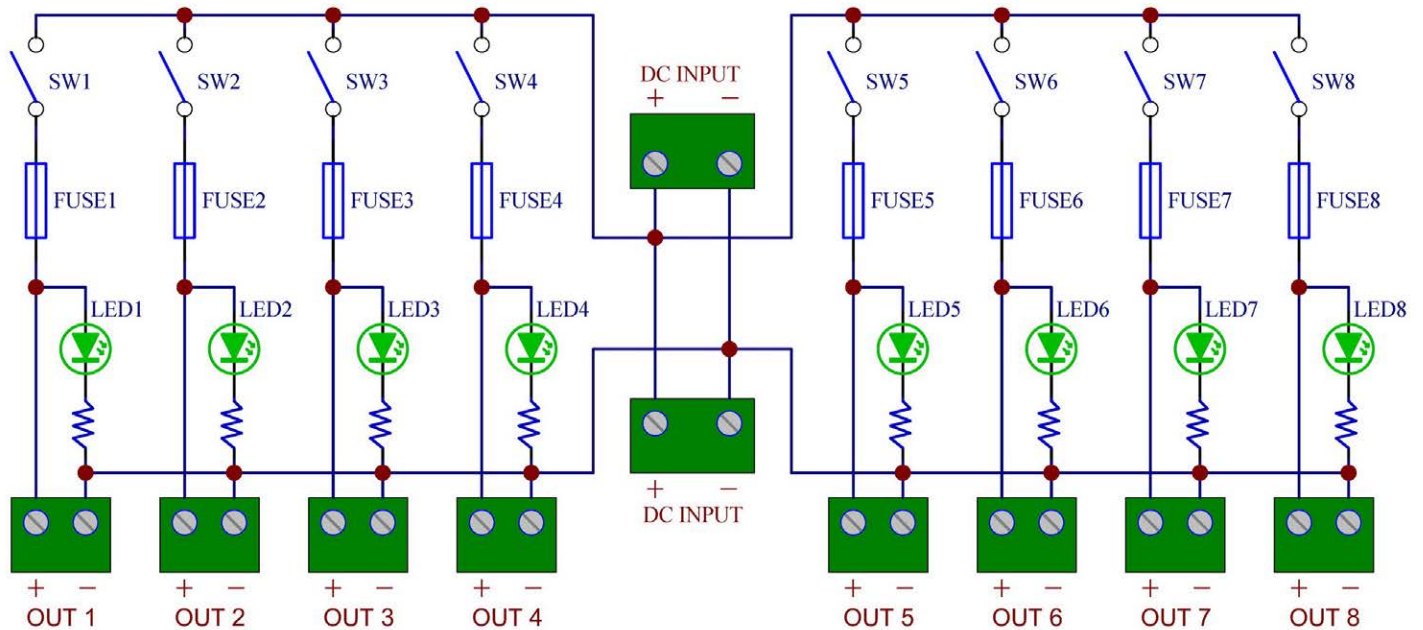 DC INPUT
+ −
SW1 SW2 SW3 SW4 SW5 SW6 SW7 SW8
FUSE1 FUSE2 FUSE3 FUSE4 FUSE5 FUSE6 FUSE7 FUSE8
LED1 LED2 LED3 LED4 LED5 LED6 LED7 LED8
+ −
DC INPUT
+ − + − + − + − + − + − + − + −
OUT 1 OUT 2 OUT 3 OUT 4 OUT 5 OUT 6 OUT 7 OUT 8